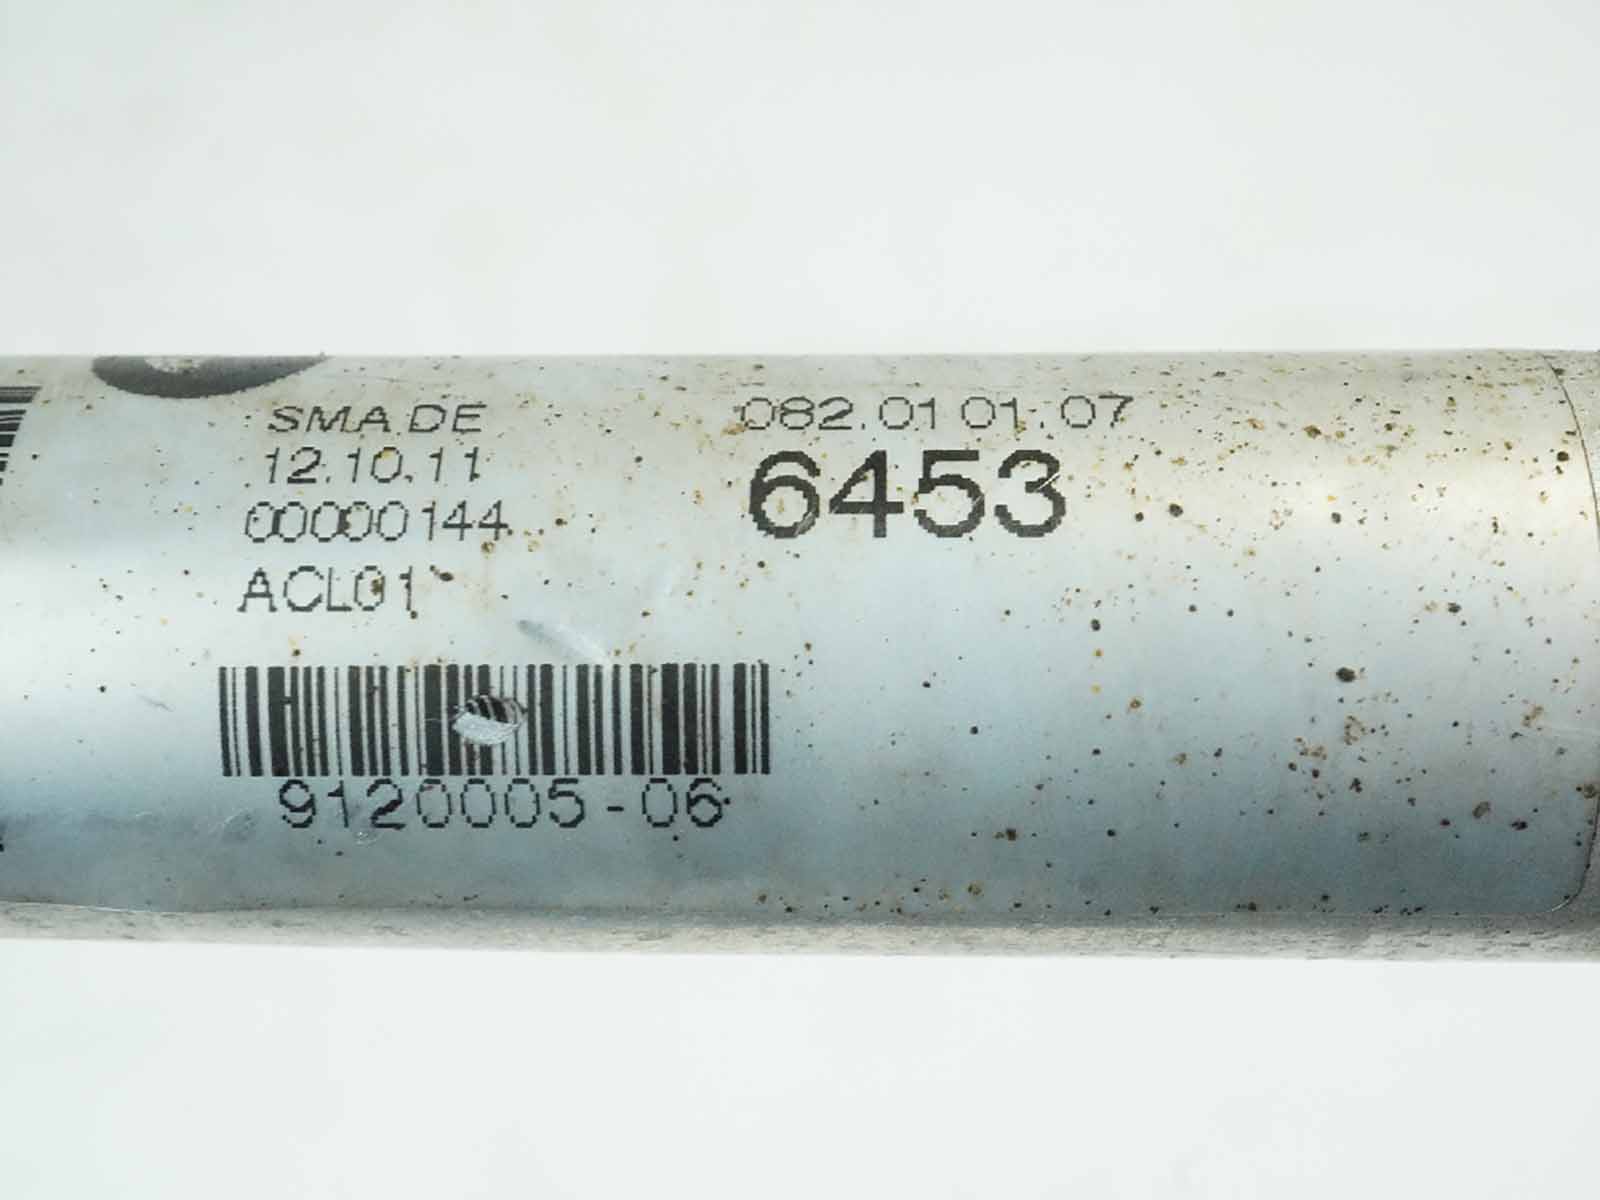 SMA DE
12.10.11
00000144
ACL01
082.01 01.07
6453
9120005-06